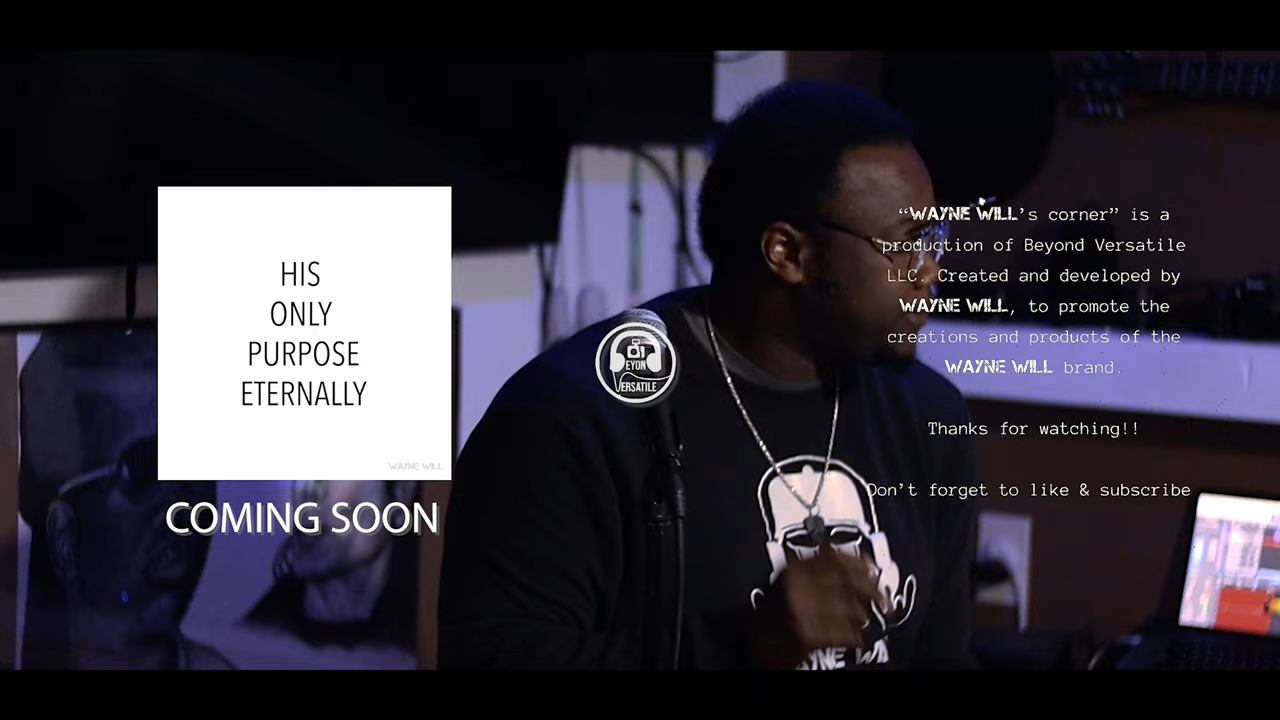 HIS
ONLY
PURPOSE
ETERNALLY
WAYNE WILL
COMING SOON
EYON
VERSATILE
“WAYNE WILL’s corner” is a
production of Beyond Versatile
LLC. Created and developed by
WAYNE WILL, to promote the
creations and products of the
WAYNE WILL brand.
Thanks for watching!!
Don’t forget to like & subscribe